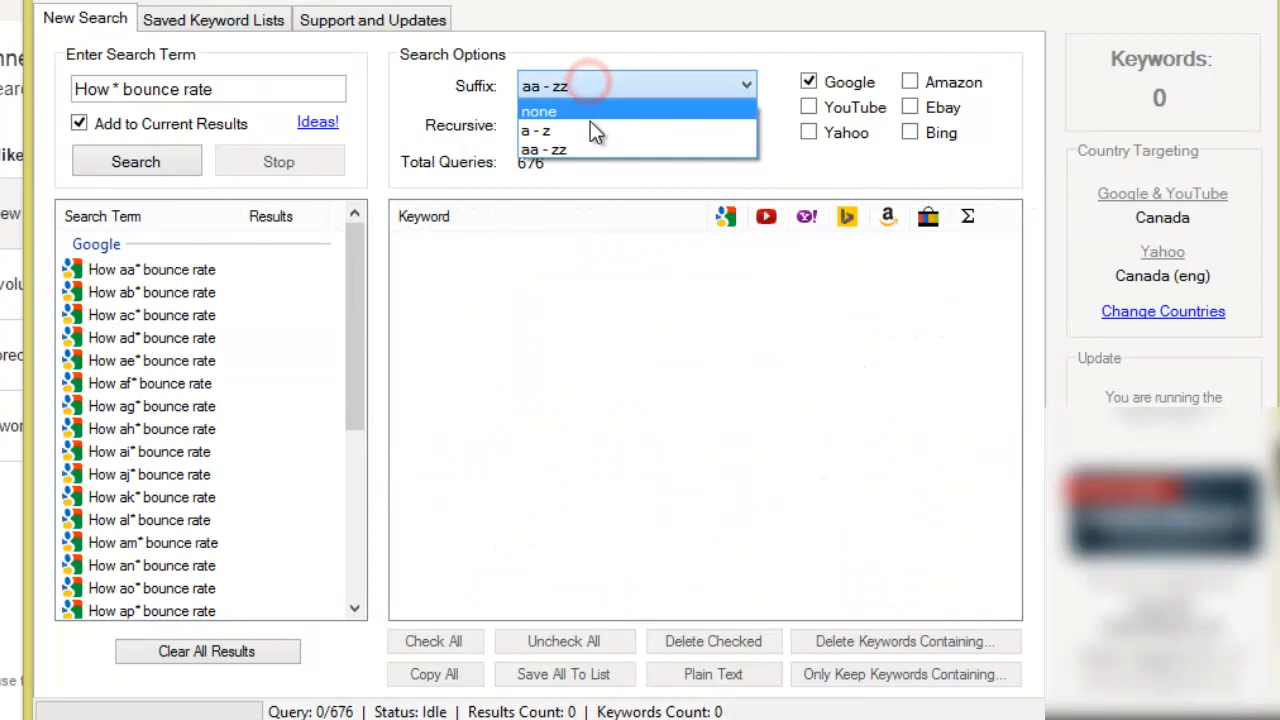 New Search
Saved Keyword Lists
Support and Updates
Enter Search Term
How * bounce rate
Add to Current Results
Ideas!
Search
Stop
Search Options
Suffix:
aa - zz
none
a - z
aa - zz
Recursive:
Total Queries:
676
Google
Amazon
YouTube
Ebay
Yahoo
Bing
Keywords:
0
Country Targeting
Google & YouTube
Canada
Yahoo
Canada (eng)
Change Countries
Update
You are running the
Search Term
Results
Google
How aa* bounce rate
How ab* bounce rate
How ac* bounce rate
How ad* bounce rate
How ae* bounce rate
How af* bounce rate
How ag* bounce rate
How ah* bounce rate
How ai* bounce rate
How aj* bounce rate
How ak* bounce rate
How al* bounce rate
How am* bounce rate
How an* bounce rate
How ao* bounce rate
How ap* bounce rate
Keyword
Y!
a
Σ
Clear All Results
Check All
Uncheck All
Delete Checked
Delete Keywords Containing...
Copy All
Save All To List
Plain Text
Only Keep Keywords Containing...
Query: 0/676 | Status: Idle | Results Count: 0 | Keywords Count: 0